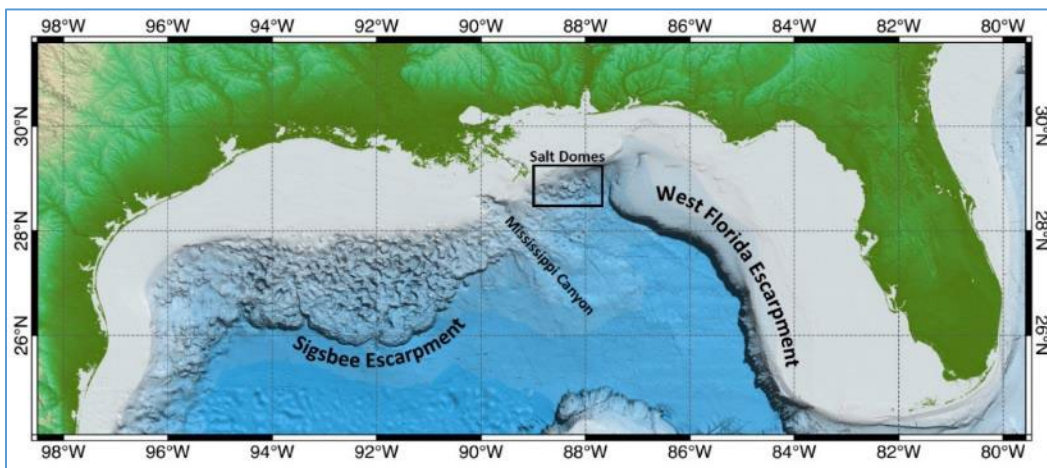 98°W 96°W 94°W 92°W 90°W 88°W 86°W 84°W 82°W 80°W
30°N 30°N
Salt Domes
28°N 28°N
West Florida Escarpment
Mississippi Canyon
26°N 26°N
Sigsbee Escarpment
98°W 96°W 94°W 92°W 90°W 88°W 86°W 84°W 82°W 80°W